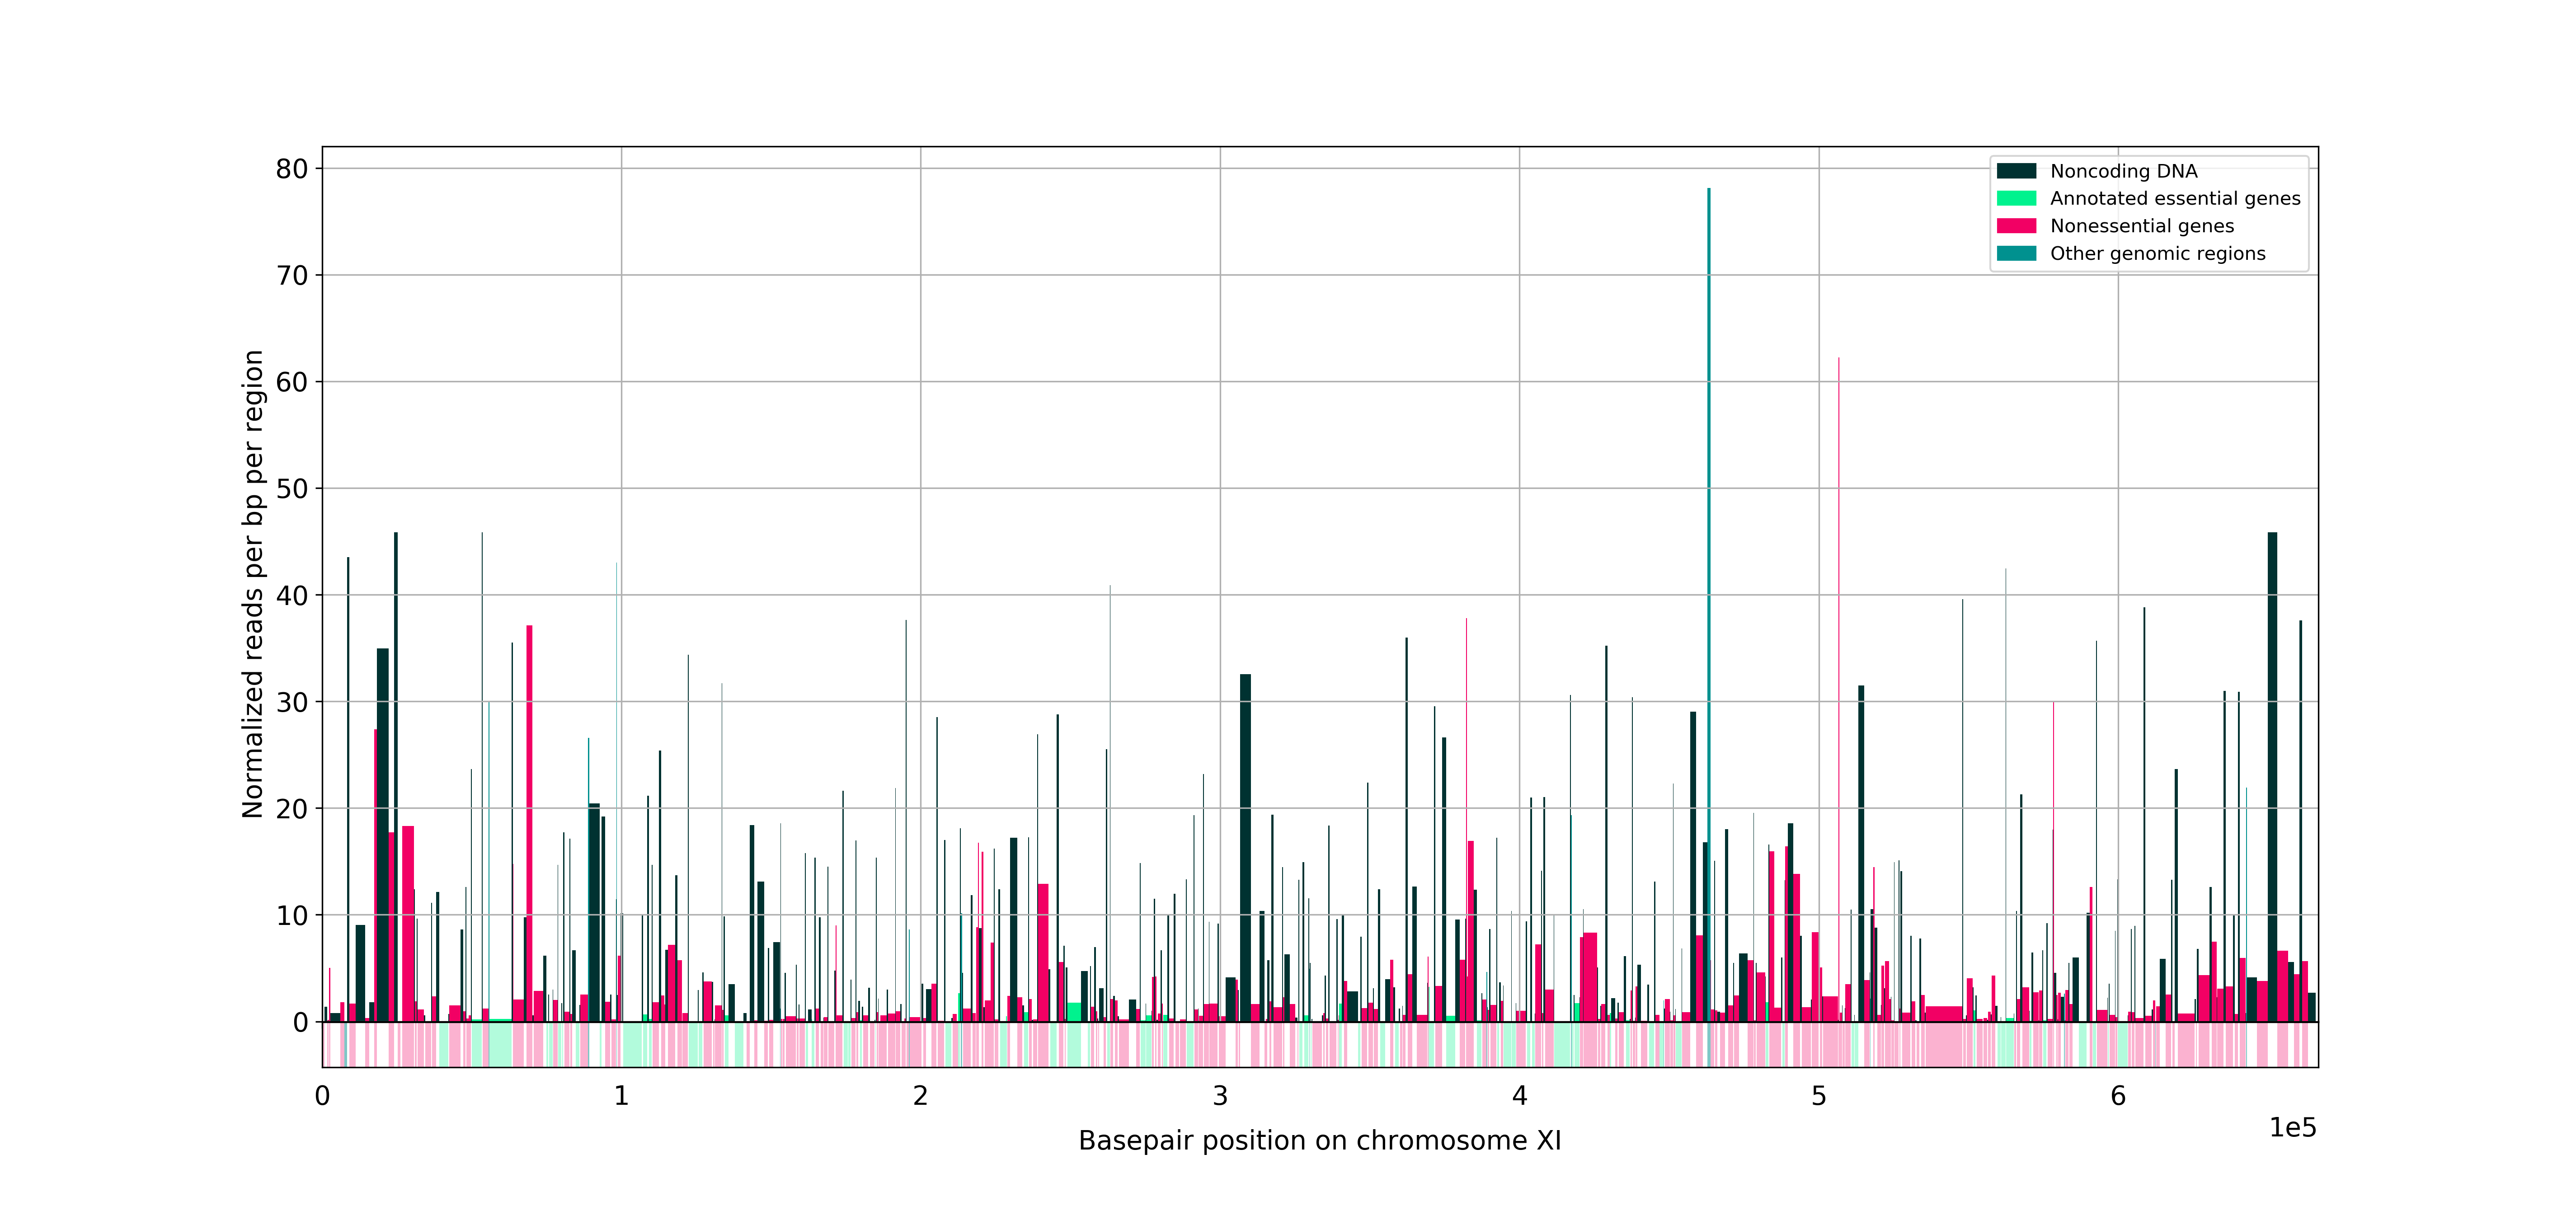 80
70
60
50
40
30
20
10
0
Normalized reads per bp per region
Noncoding DNA
Annotated essential genes
Nonessential genes
Other genomic regions
0 1 2 3 4 5 6
1e5
Basepair position on chromosome XI